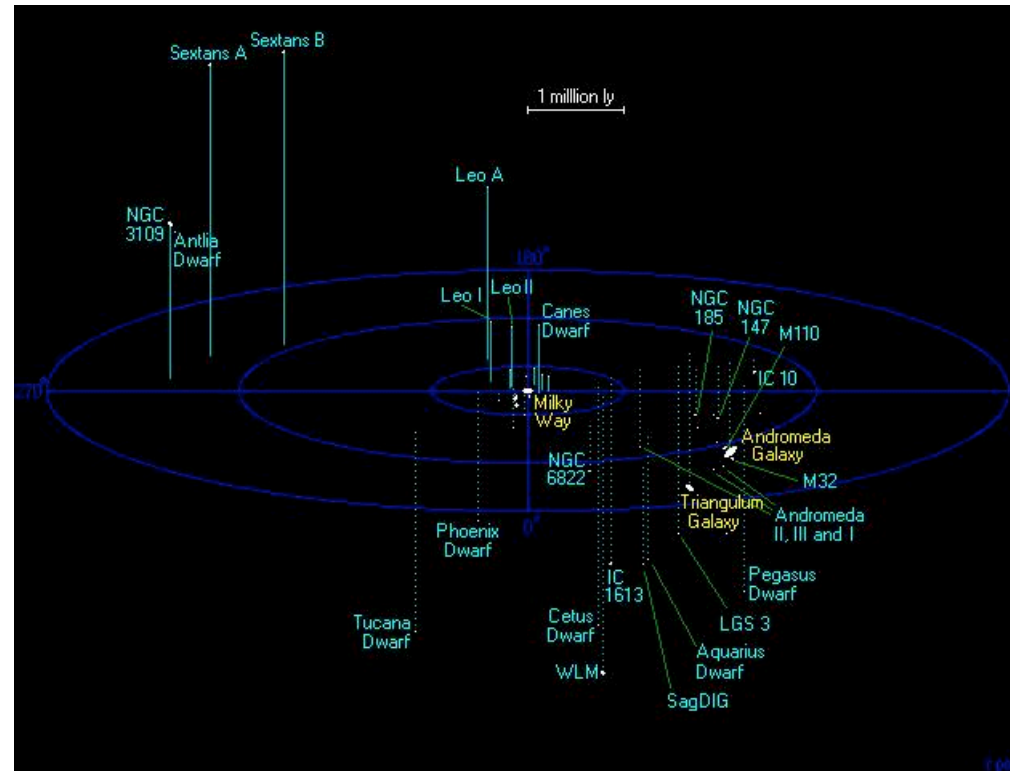 Sextans B
Sextans A
1 milllion ly
Leo A
NGC
3109
Antlia
Dwarf
180°
Leo II
Leo I
Canes
Dwarf
NGC
185
NGC
147
M110
270°
IC 10
Milky
Way
Andromeda
Galaxy
NGC
6822
M32
Triangulum
Galaxy
0°
Andromeda
II, III and I
Phoenix
Dwarf
IC
1613
Pegasus
Dwarf
Tucana
Dwarf
Cetus
Dwarf
LGS 3
Aquarius
Dwarf
WLM
SagDIG